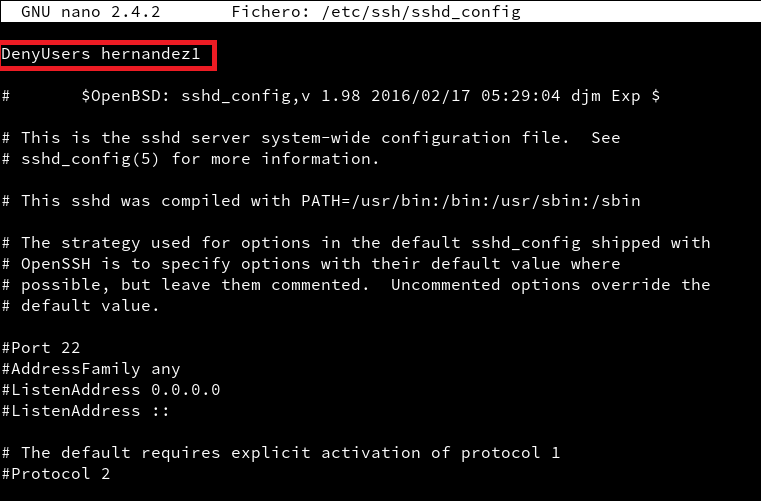 GNU nano 2.4.2 Fichero: /etc/ssh/sshd_config
DenyUsers hernandez1
# $OpenBSD: sshd_config,v 1.98 2016/02/17 05:29:04 djm Exp $
# This is the sshd server system-wide configuration file. See
# sshd_config(5) for more information.
# This sshd was compiled with PATH=/usr/bin:/bin:/usr/sbin:/sbin
# The strategy used for options in the default sshd_config shipped with
# OpenSSH is to specify options with their default value where
# possible, but leave them commented. Uncommented options override the
# default value.
#Port 22
#AddressFamily any
#ListenAddress 0.0.0.0
#ListenAddress ::
# The default requires explicit activation of protocol 1
#Protocol 2